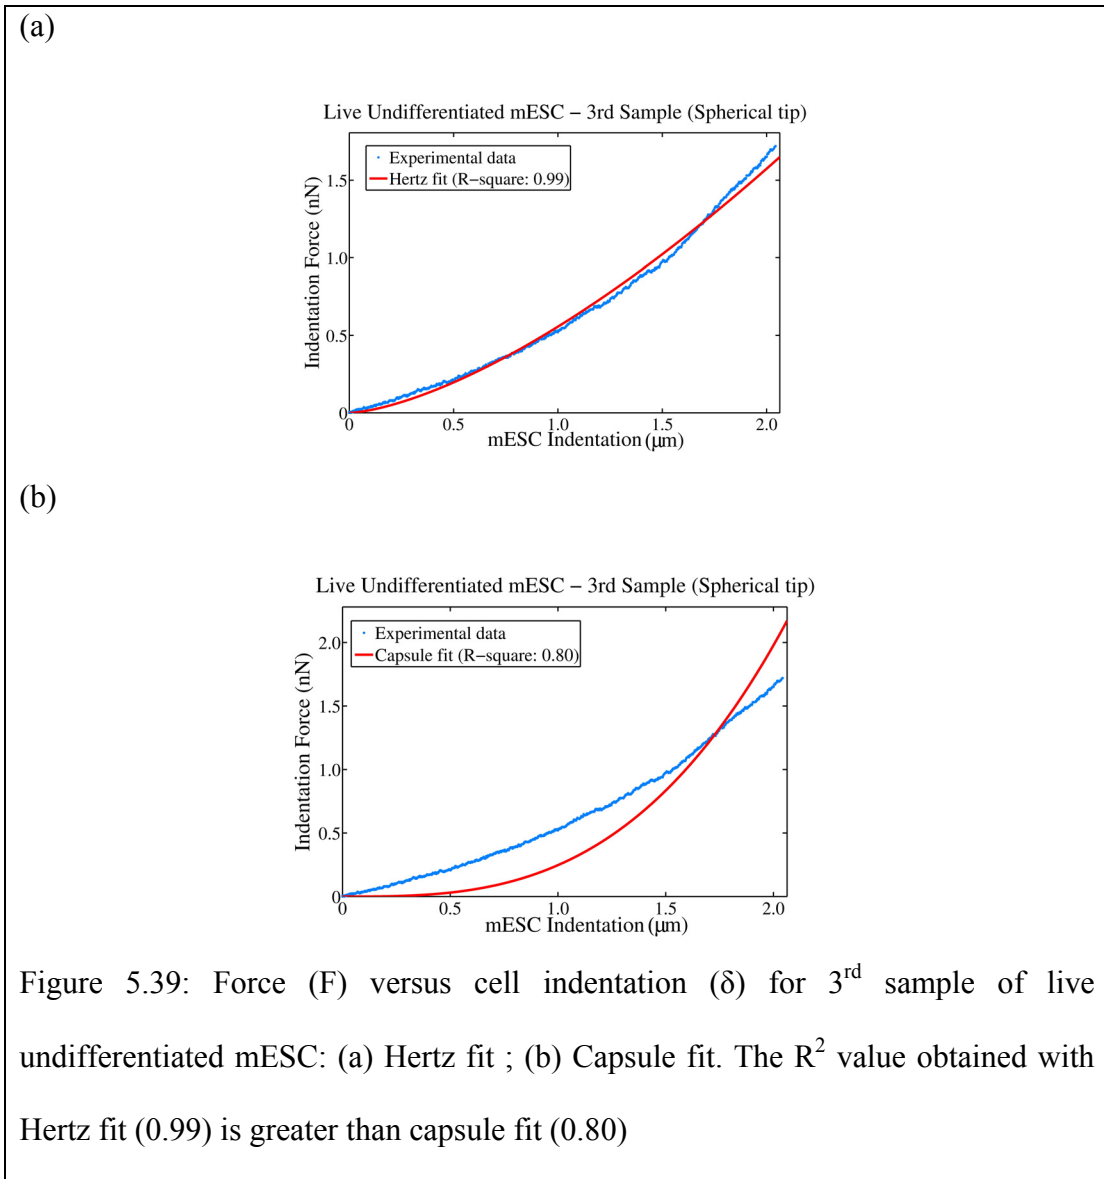 (a)
Live Undifferentiated mESC − 3rd Sample (Spherical tip)
Experimental data
Hertz fit (R−square: 0.99)
Indentation Force (nN)
1.5
1.0
0.5
0
0 0.5 1.0 1.5 2.0
mESC Indentation (μm)
(b)
Live Undifferentiated mESC − 3rd Sample (Spherical tip)
Experimental data
Capsule fit (R−square: 0.80)
Indentation Force (nN)
2.0
1.5
1.0
0.5
0
0 0.5 1.0 1.5 2.0
mESC Indentation (μm)
Figure 5.39: Force (F) versus cell indentation (δ) for 3rd sample of live
undifferentiated mESC: (a) Hertz fit ; (b) Capsule fit. The R2 value obtained with
Hertz fit (0.99) is greater than capsule fit (0.80)